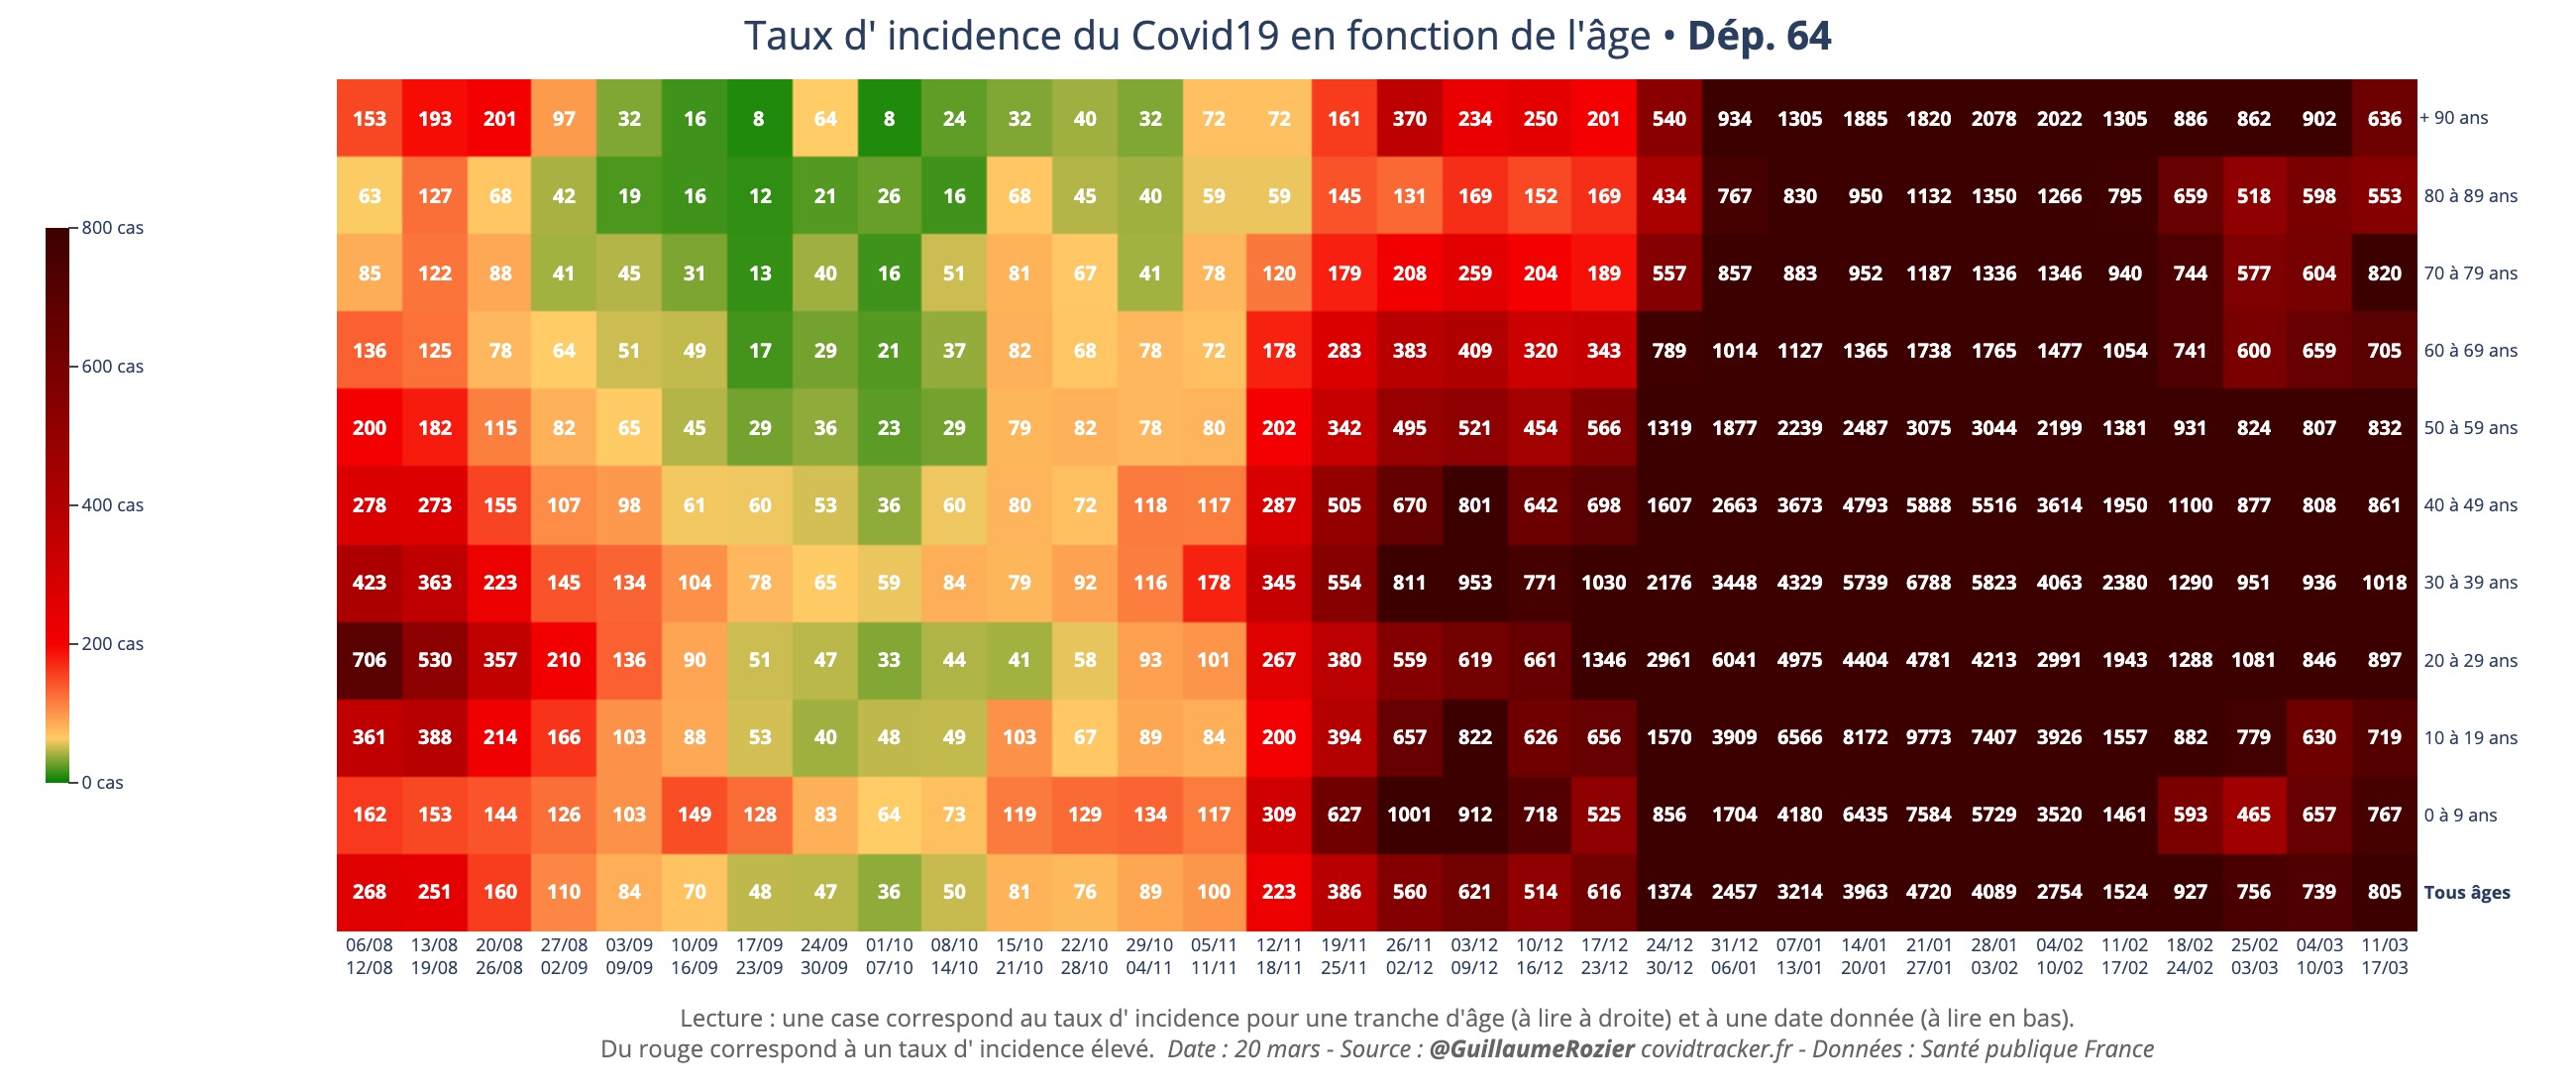 Taux d' incidence du Covid19 en fonction de l'âge • Dép. 64
153 193 201 97 32 16 8 64 8 24 32 40 32 72 72 161 370 234 250 201 540 934 1305 1885 1820 2078 2022 1305 886 862 902 636 + 90 ans
63 127 68 42 19 16 12 21 26 16 68 45 40 59 59 145 131 169 152 169 434 767 830 950 1132 1350 1266 795 659 518 598 553 80 à 89 ans
800 cas
85 122 88 41 45 31 13 40 16 51 81 67 41 78 120 179 208 259 204 189 557 857 883 952 1187 1336 1346 940 744 577 604 820 70 à 79 ans
136 125 78 64 51 49 17 29 21 37 82 68 78 72 178 283 383 409 320 343 789 1014 1127 1365 1738 1765 1477 1054 741 600 659 705 60 à 69 ans
600 cas
200 182 115 82 65 45 29 36 23 29 79 82 78 80 202 342 495 521 454 566 1319 1877 2239 2487 3075 3044 2199 1381 931 824 807 832 50 à 59 ans
400 cas
278 273 155 107 98 61 60 53 36 60 80 72 118 117 287 505 670 801 642 698 1607 2663 3673 4793 5888 5516 3614 1950 1100 877 808 861 40 à 49 ans
423 363 223 145 134 104 78 65 59 84 79 92 116 178 345 554 811 953 771 1030 2176 3448 4329 5739 6788 5823 4063 2380 1290 951 936 1018 30 à 39 ans
200 cas
706 530 357 210 136 90 51 47 33 44 41 58 93 101 267 380 559 619 661 1346 2961 6041 4975 4404 4781 4213 2991 1943 1288 1081 846 897 20 à 29 ans
361 388 214 166 103 88 53 40 48 49 103 67 89 84 200 394 657 822 626 656 1570 3909 6566 8172 9773 7407 3926 1557 882 779 630 719 10 à 19 ans
0 cas
162 153 144 126 103 149 128 83 64 73 119 129 134 117 309 627 1001 912 718 525 856 1704 4180 6435 7584 5729 3520 1461 593 465 657 767 0 à 9 ans
268 251 160 110 84 70 48 47 36 50 81 76 89 100 223 386 560 621 514 616 1374 2457 3214 3963 4720 4089 2754 1524 927 756 739 805 Tous âges
06/08 13/08 20/08 27/08 03/09 10/09 17/09 24/09 01/10 08/10 15/10 22/10 29/10 05/11 12/11 19/11 26/11 03/12 10/12 17/12 24/12 31/12 07/01 14/01 21/01 28/01 04/02 11/02 18/02 25/02 04/03 11/03
12/08 19/08 26/08 02/09 09/09 16/09 23/09 30/09 07/10 14/10 21/10 28/10 04/11 11/11 18/11 25/11 02/12 09/12 16/12 23/12 30/12 06/01 13/01 20/01 27/01 03/02 10/02 17/02 24/02 03/03 10/03 17/03
Lecture : une case correspond au taux d' incidence pour une tranche d'âge (à lire à droite) et à une date donnée (à lire en bas).
Du rouge correspond à un taux d' incidence élevé. Date : 20 mars - Source : @GuillaumeRozier covidtracker.fr - Données : Santé publique France